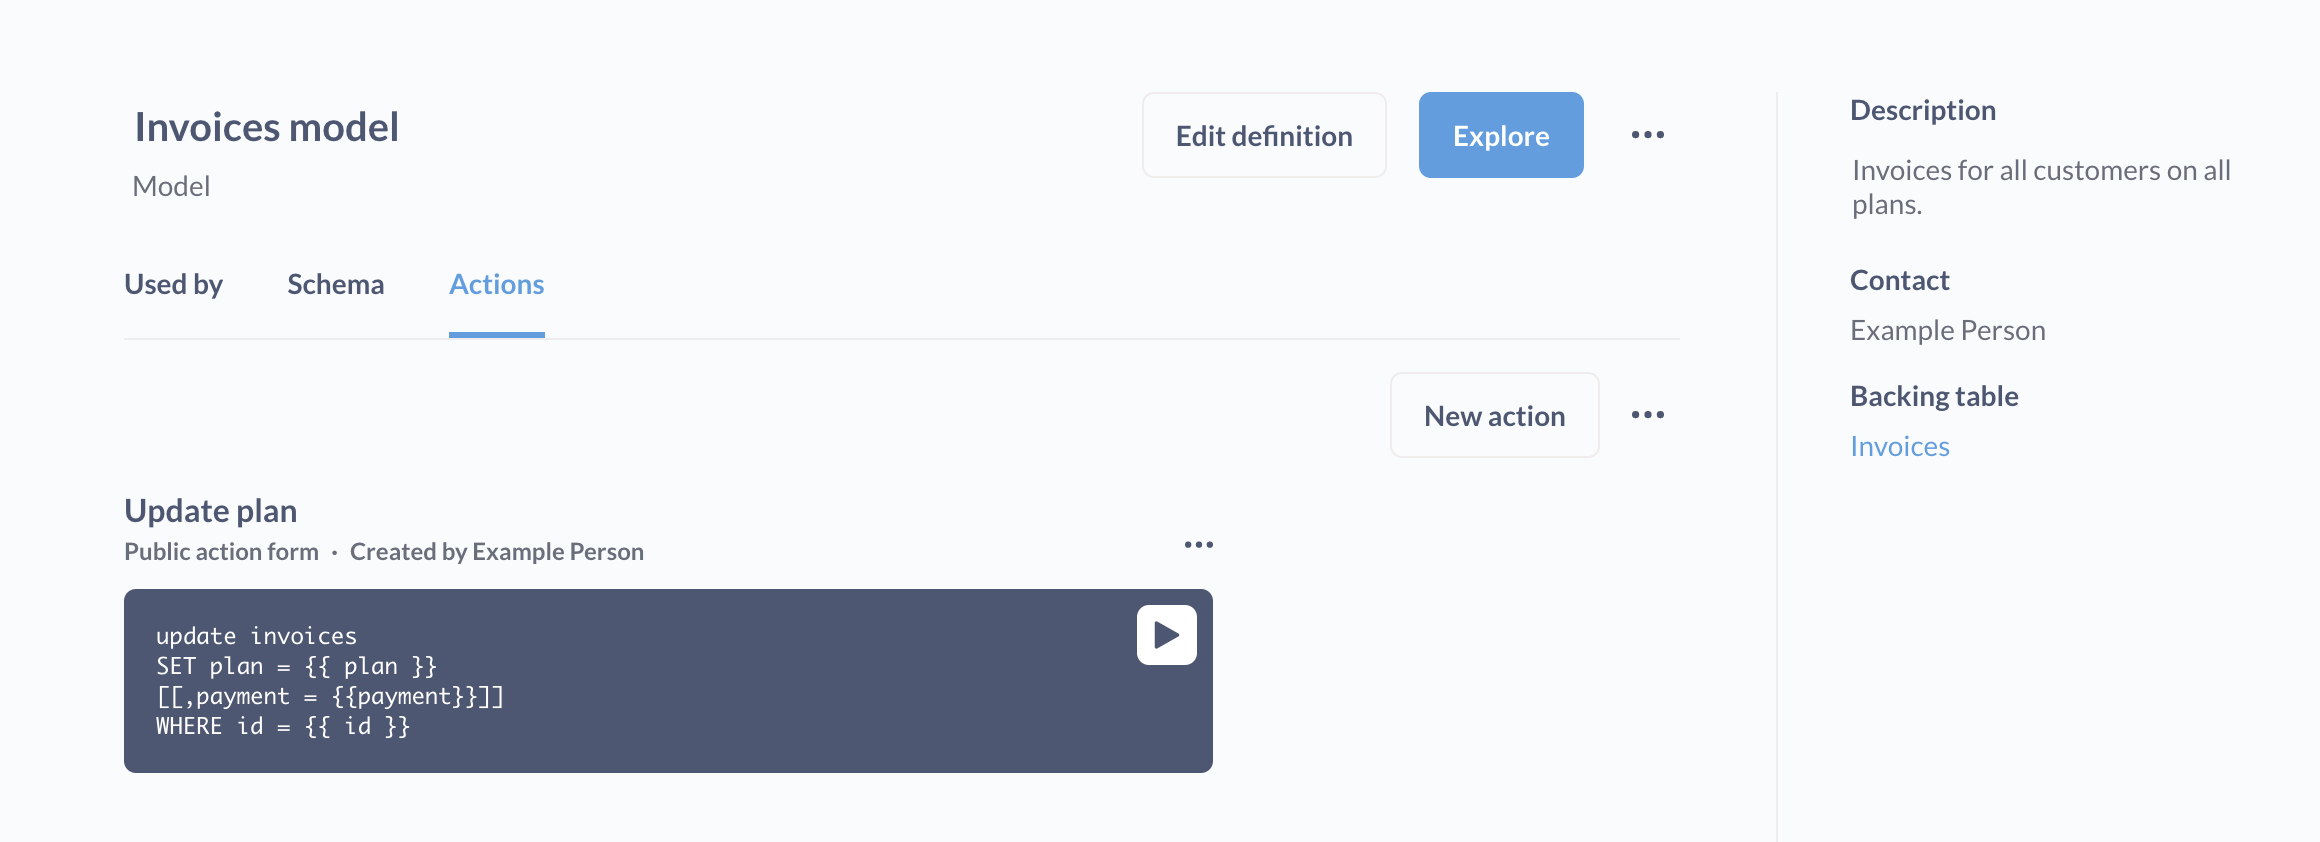 Invoices model
Model
Edit definition
Explore
Used by
Schema
Actions
New action
Update plan
Public action form · Created by Example Person
update invoices
SET plan = {{ plan }}
[[,payment = {{payment}}]]
WHERE id = {{ id }}
Description
Invoices for all customers on all
plans.
Contact
Example Person
Backing table
Invoices